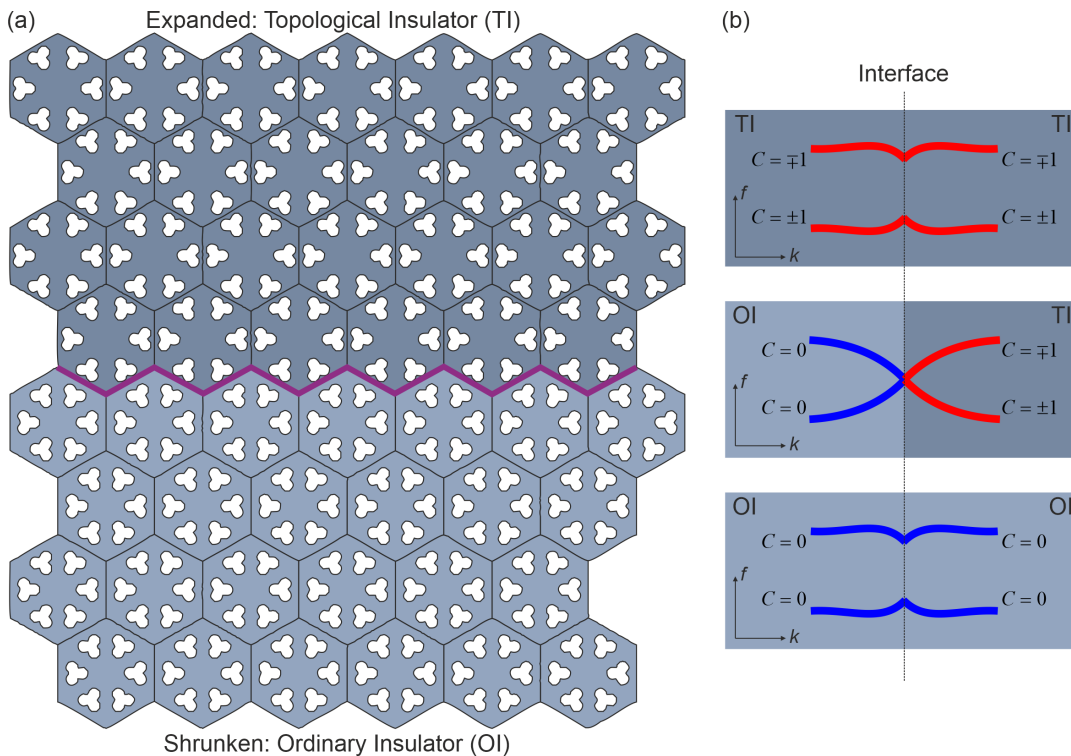 (a)
Expanded: Topological Insulator (TI)
Shrunken: Ordinary Insulator (OI)
(b)
Interface
TI TI
C = ∓1 C = ∓1
f
C = ±1 C = ±1
k
OI TI
C = 0 C = ∓1
f
C = 0 C = ±1
k
OI OI
C = 0 C = 0
f
C = 0 C = 0
k